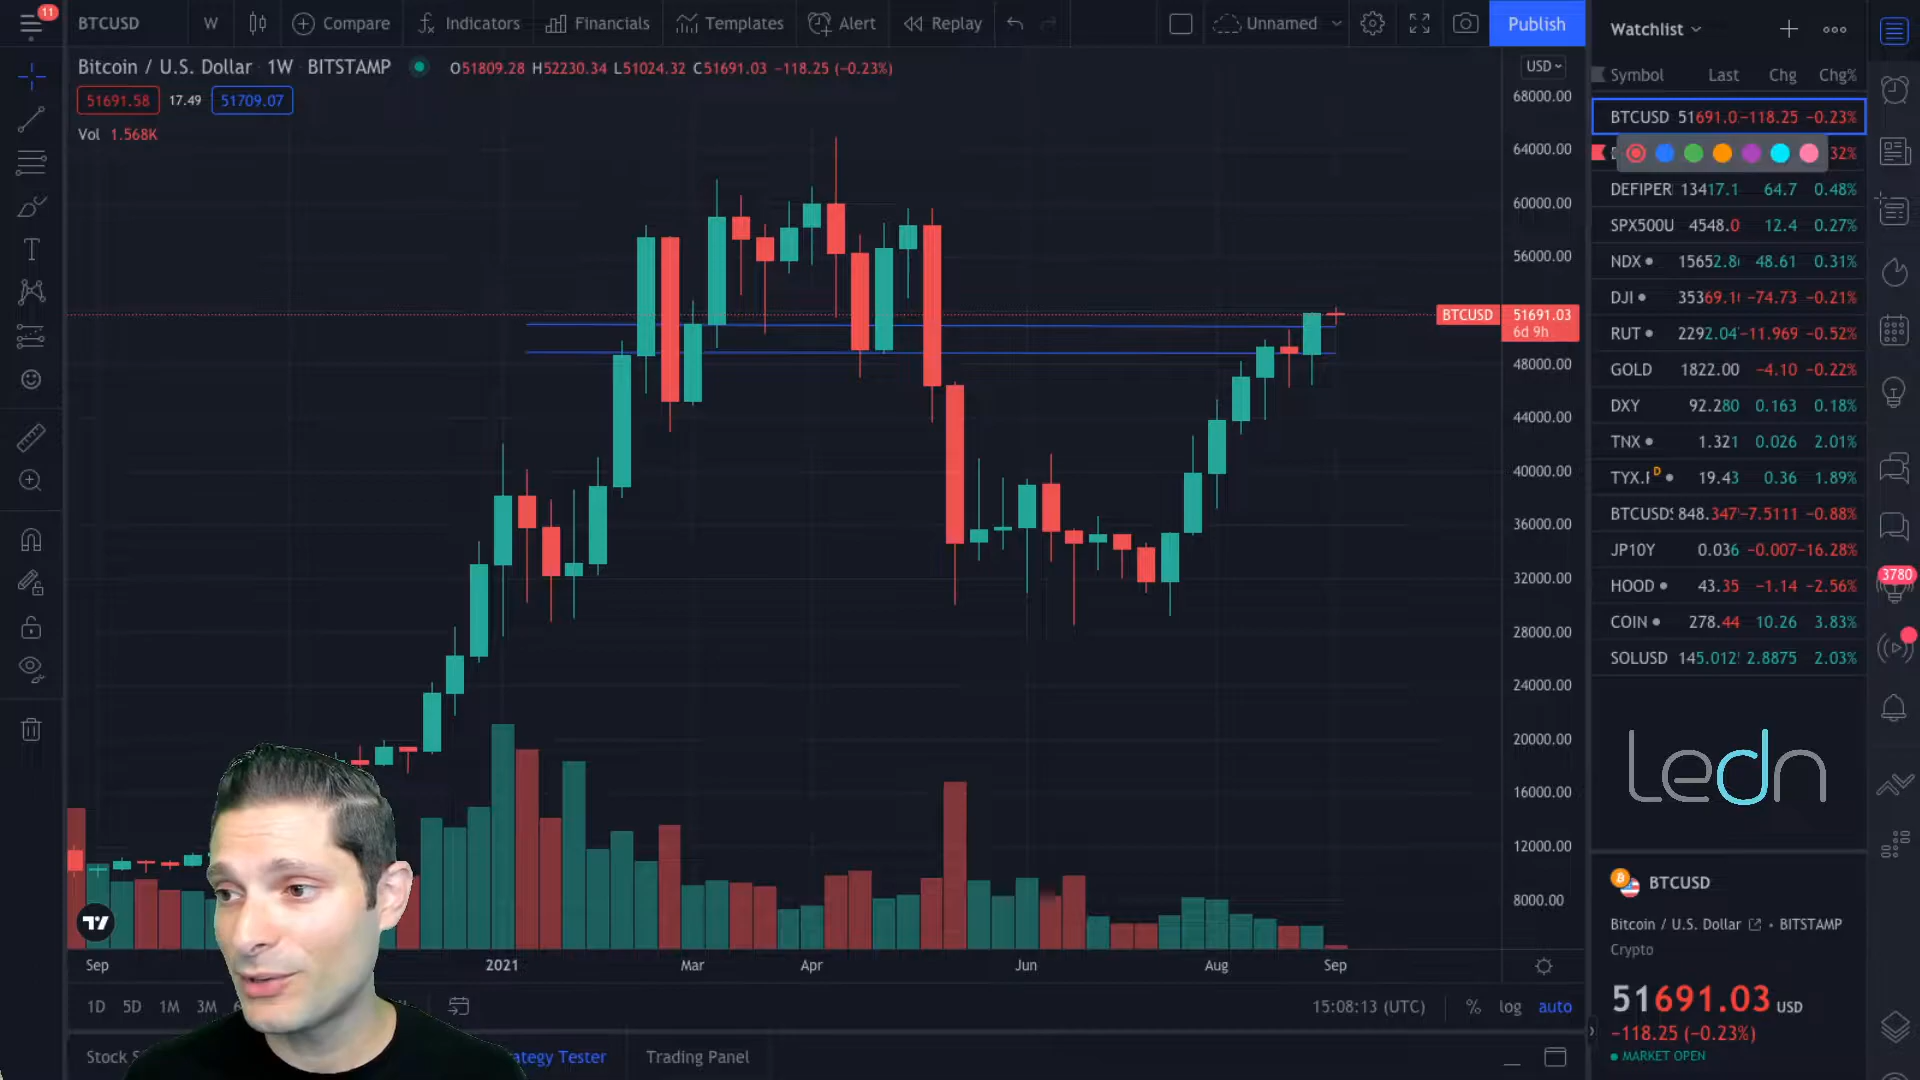 11
BTCUSD W Compare Indicators Financials Templates Alert Replay Unnamed Publish
Bitcoin / U.S. Dollar · 1W · BITSTAMP O51809.28 H52230.34 L51024.32 C51691.03 −118.25 (−0.23%)
51691.58 17.49 51709.07
Vol 1.568K
USD
68000.00
64000.00
60000.00
56000.00
BTCUSD 51691.03
6d 9h
48000.00
44000.00
40000.00
36000.00
32000.00
28000.00
24000.00
20000.00
16000.00
12000.00
8000.00
Sep 2021 Mar Apr Jun Aug Sep
1D 5D 1M 3M 15:08:13 (UTC) % log auto
Stock S ategy Tester Trading Panel
Watchlist
Symbol Last Chg Chg%
BTCUSD 51691.0 −118.25 −0.23%
32%
DEFIPER 13417.1 64.7 0.48%
SPX500U 4548.0 12.4 0.27%
NDX 15652.8 48.61 0.31%
DJI 35369.1 −74.73 −0.21%
RUT 2292.04 −11.969 −0.52%
GOLD 1822.00 −4.10 −0.22%
DXY 92.280 0.163 0.18%
TNX 1.321 0.026 2.01%
TYX.F D 19.43 0.36 1.89%
BTCUSDS 848.347 −7.5111 −0.88%
JP10Y 0.036 −0.007 −16.28%
HOOD 43.35 −1.14 −2.56%
COIN 278.44 10.26 3.83%
SOLUSD 145.012 2.8875 2.03%
ledn
BTCUSD
Bitcoin / U.S. Dollar · BITSTAMP
Crypto
51691.03 USD
−118.25 (−0.23%)
MARKET OPEN
3780